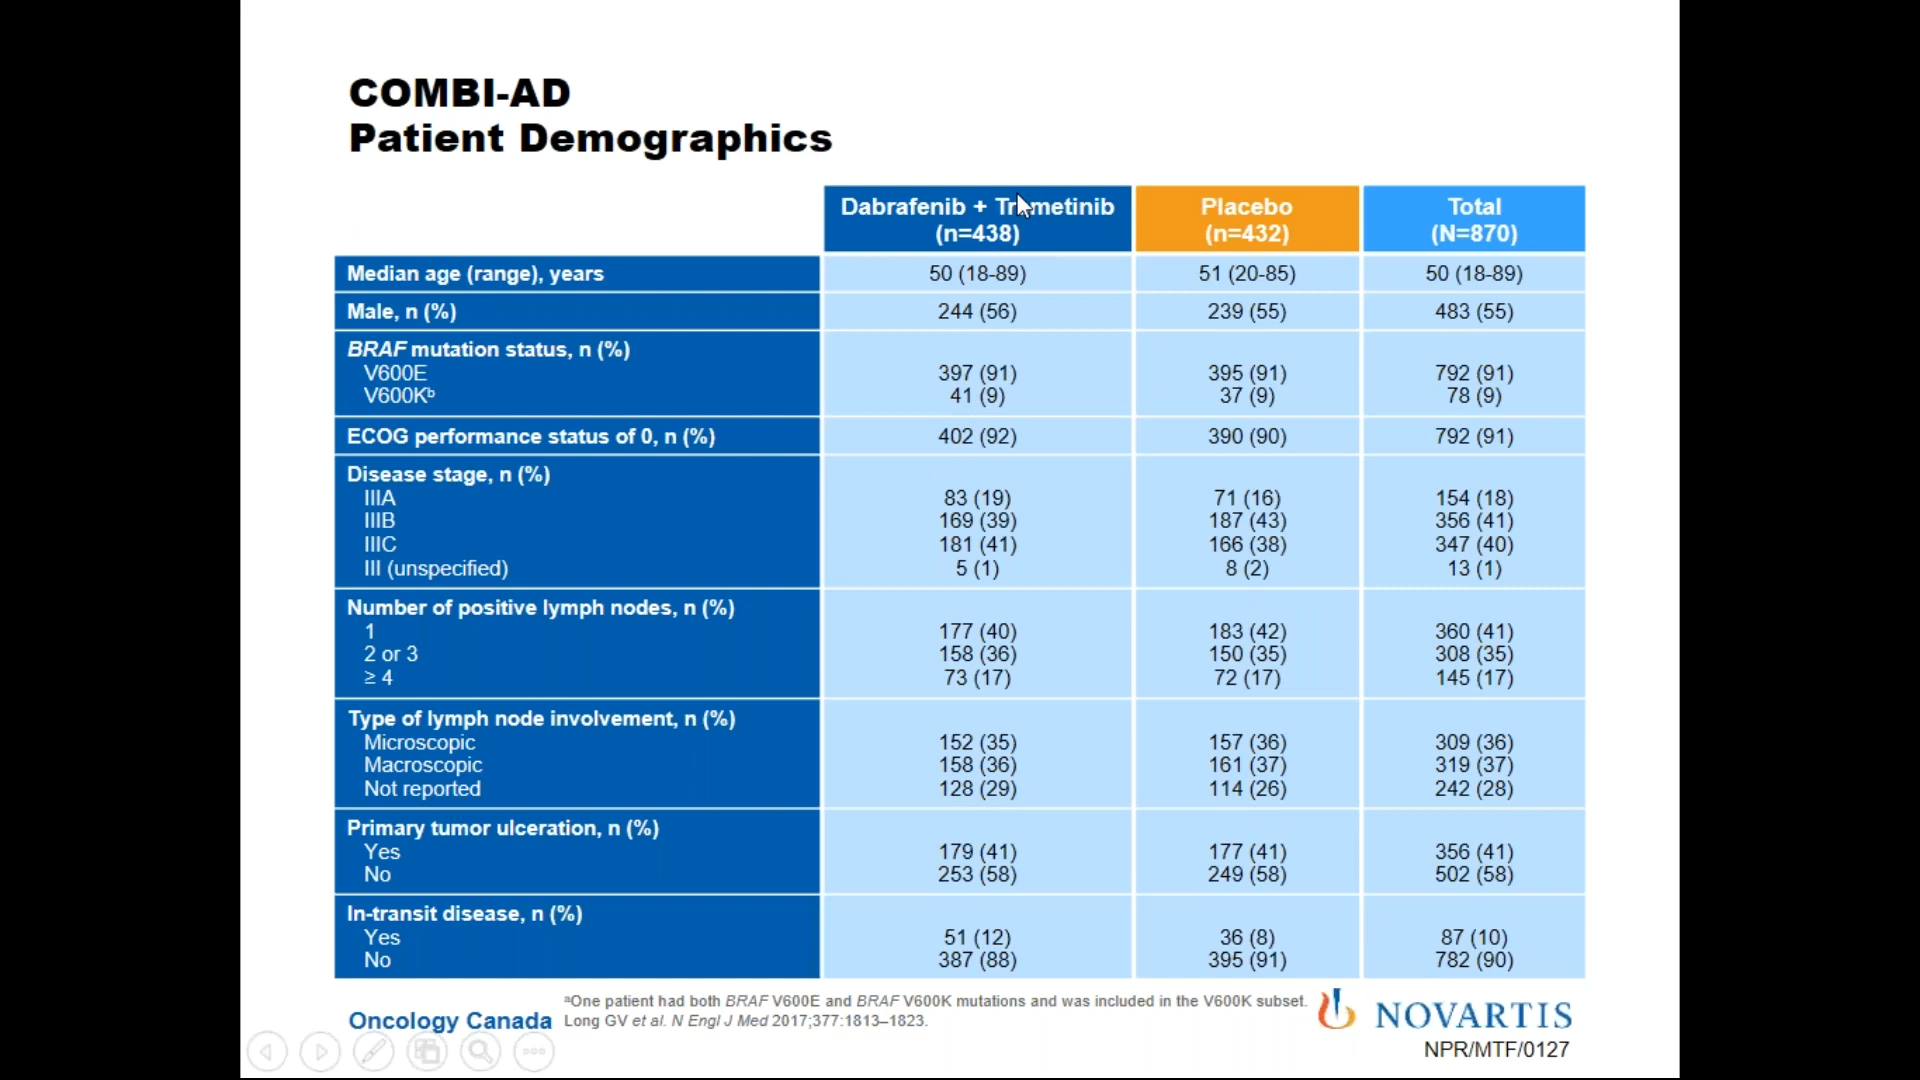 COMBI-AD
Patient Demographics
Dabrafenib + Trametinib Placebo Total
(n=438) (n=432) (N=870)
Median age (range), years 50 (18-89) 51 (20-85) 50 (18-89)
Male, n (%) 244 (56) 239 (55) 483 (55)
BRAF mutation status, n (%)
V600E 397 (91) 395 (91) 792 (91)
V600Kᵇ 41 (9) 37 (9) 78 (9)
ECOG performance status of 0, n (%) 402 (92) 390 (90) 792 (91)
Disease stage, n (%)
IIIA 83 (19) 71 (16) 154 (18)
IIIB 169 (39) 187 (43) 356 (41)
IIIC 181 (41) 166 (38) 347 (40)
III (unspecified) 5 (1) 8 (2) 13 (1)
Number of positive lymph nodes, n (%)
1 177 (40) 183 (42) 360 (41)
2 or 3 158 (36) 150 (35) 308 (35)
≥ 4 73 (17) 72 (17) 145 (17)
Type of lymph node involvement, n (%)
Microscopic 152 (35) 157 (36) 309 (36)
Macroscopic 158 (36) 161 (37) 319 (37)
Not reported 128 (29) 114 (26) 242 (28)
Primary tumor ulceration, n (%)
Yes 179 (41) 177 (41) 356 (41)
No 253 (58) 249 (58) 502 (58)
In-transit disease, n (%)
Yes 51 (12) 36 (8) 87 (10)
No 387 (88) 395 (91) 782 (90)
ᵃOne patient had both BRAF V600E and BRAF V600K mutations and was included in the V600K subset.
Long GV et al. N Engl J Med 2017;377:1813–1823.
Oncology Canada
NOVARTIS
NPR/MTF/0127